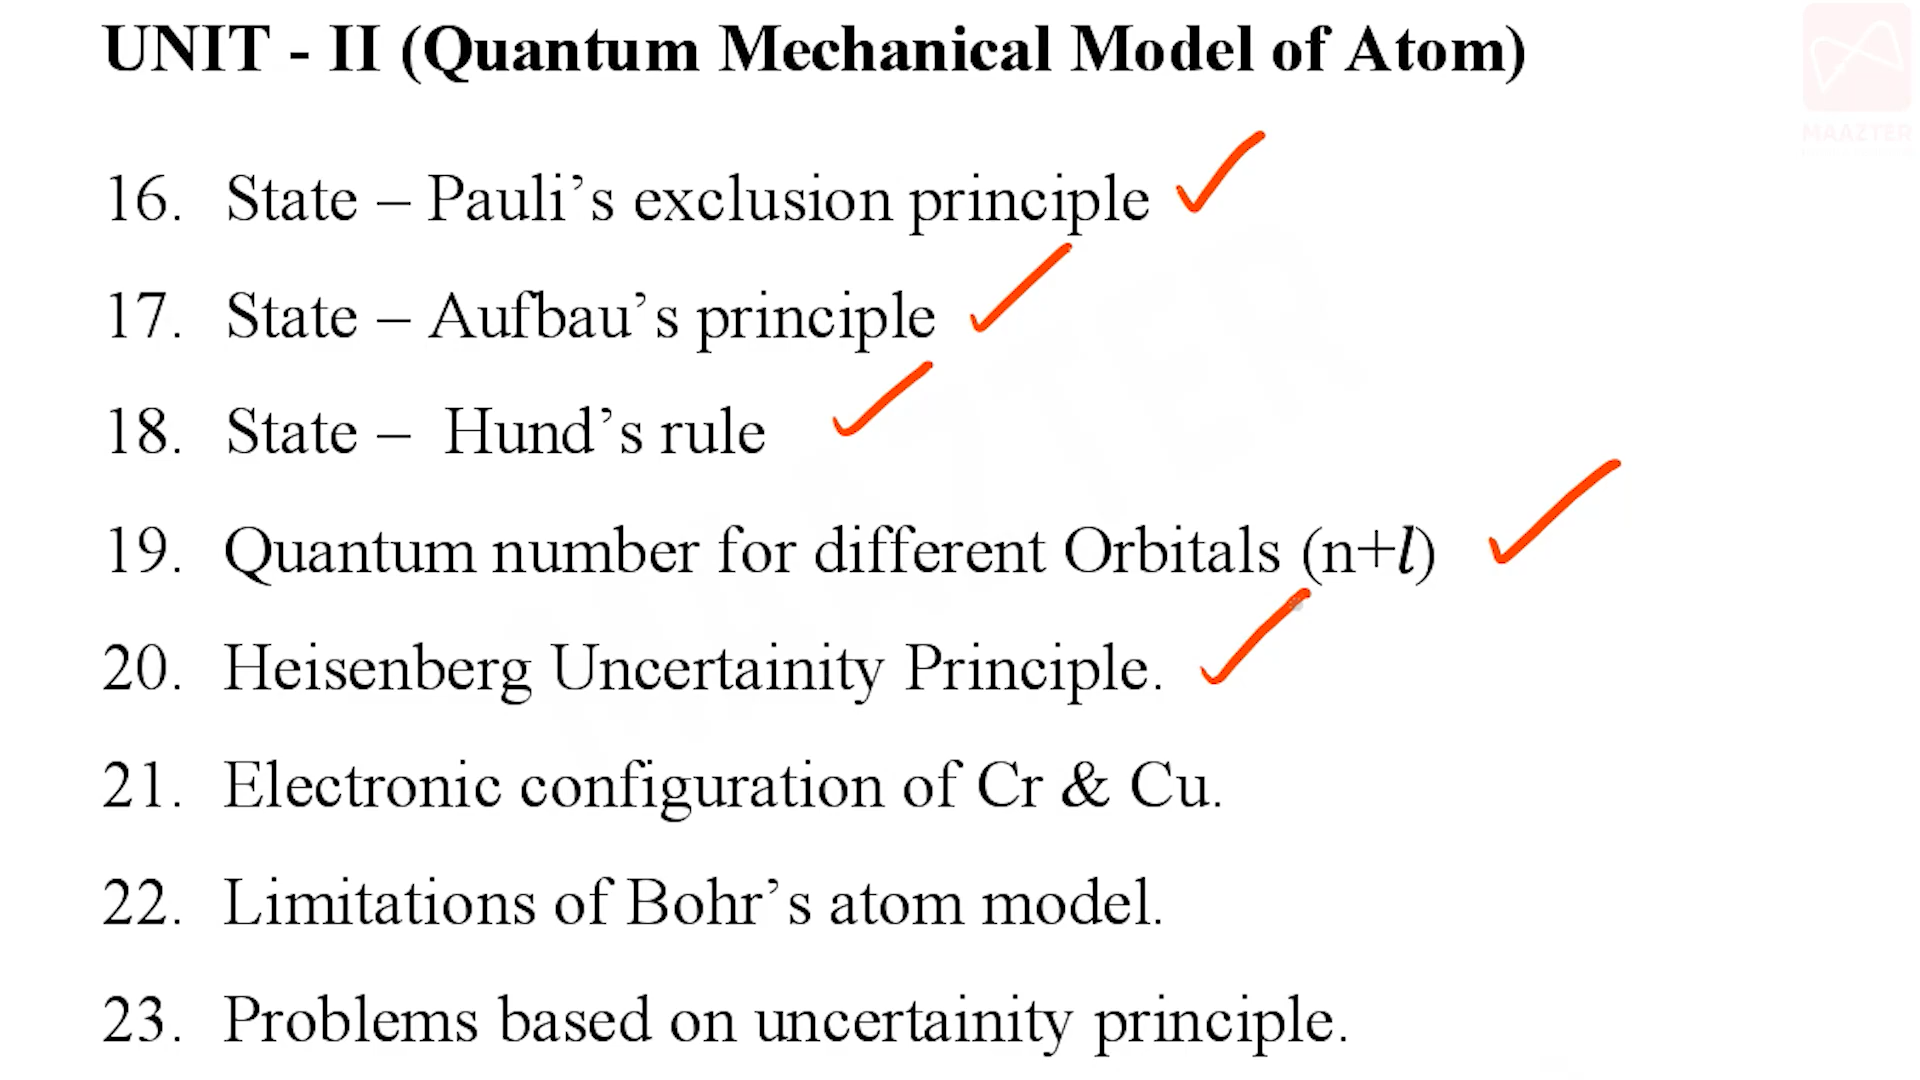 UNIT - II (Quantum Mechanical Model of Atom)
16. State – Pauli’s exclusion principle
17. State – Aufbau’s principle
18. State – Hund’s rule
19. Quantum number for different Orbitals (n+l)
20. Heisenberg Uncertainity Principle.
21. Electronic configuration of Cr & Cu.
22. Limitations of Bohr’s atom model.
23. Problems based on uncertainity principle.
MAAZTER